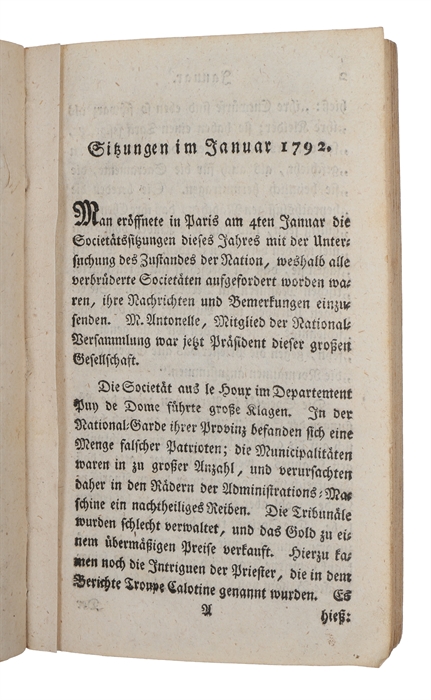 Sitzungen im Januar 1792.
Man eröffnete in Paris am 4ten Januar die
Societätssitzungen dieses Jahres mit der Unter-
suchung des Zustandes der Nation, weshalb alle
verbrüderte Societäten aufgefordert worden wa-
ren, ihre Nachrichten und Bemerkungen einzu-
senden. M. Antonelle, Mitglied der National-
Versammlung war jetzt Präsident dieser großen
Gesellschaft.
Die Societät aus le Houx im Departement
Puy de Dome führte große Klagen. In der
National-Garde ihrer Provinz befanden sich eine
Menge falscher Patrioten; die Municipalitäten
waren in zu großer Anzahl, und verursachten
daher in den Rädern der Administrations-Ma-
schine ein nachtheiliges Reiben. Die Tribunäle
wurden schlecht verwaltet, und das Gold zu ei-
nem übermäßigen Preise verkauft. Hierzu ka-
men noch die Intriguen der Priester, die in dem
Berichte Troupe Calotine genannt wurden. Es
A hieß: